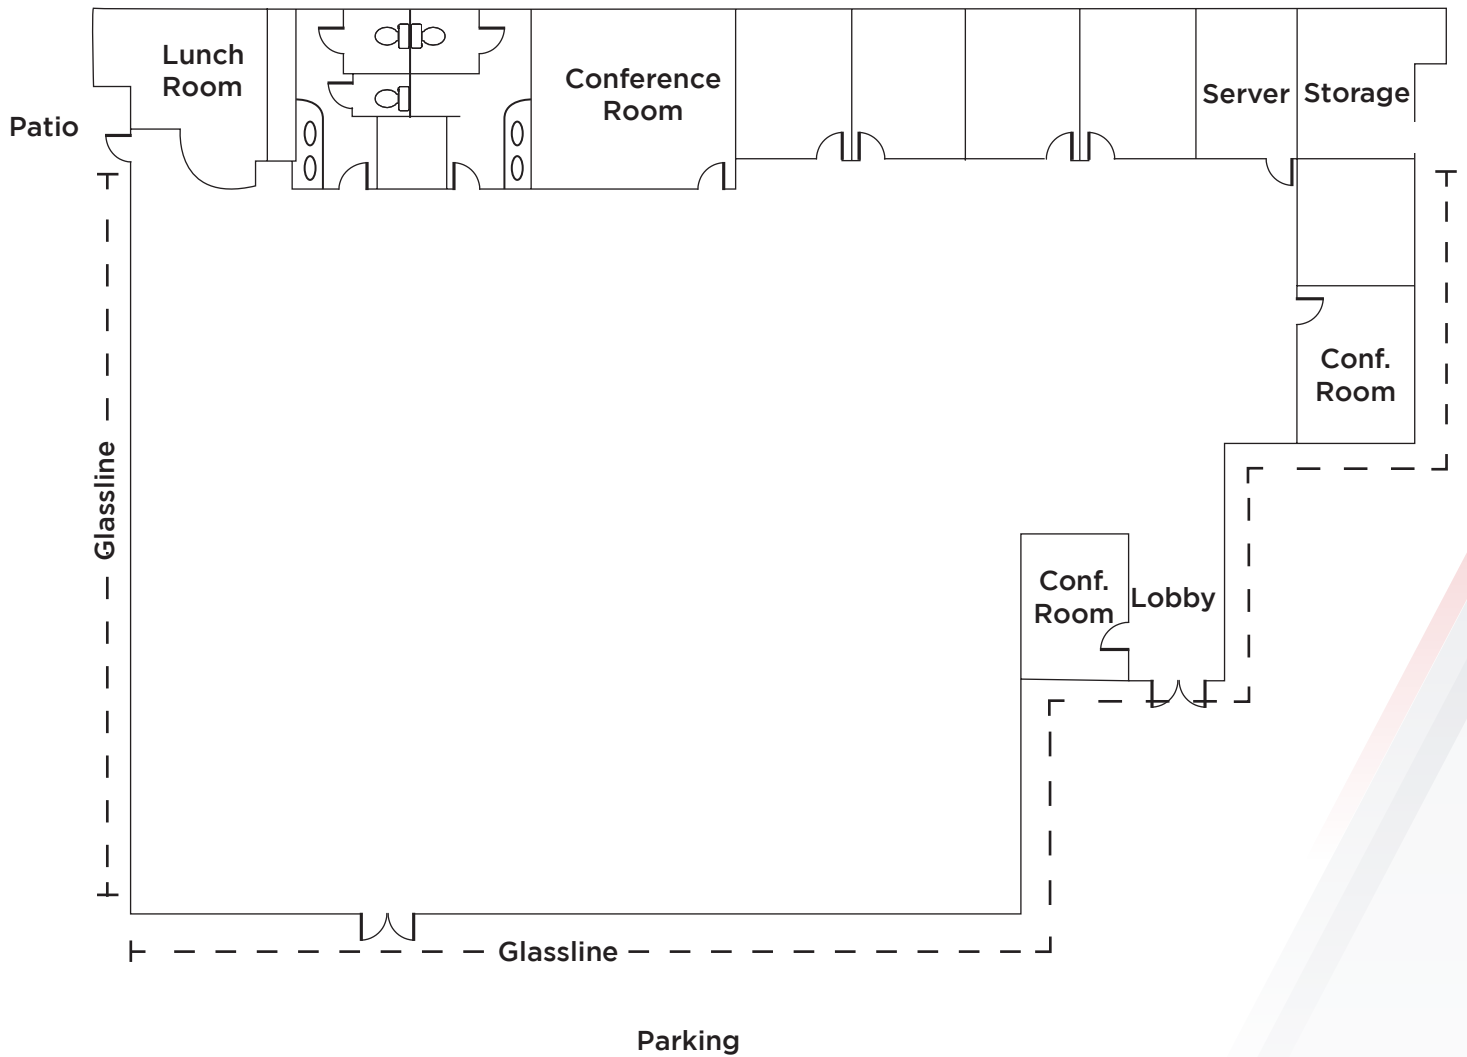 Lunch
Room
Conference
Room
Server
Storage
Patio
Conf.
Room
Glassline
Conf.
Room
Lobby
Glassline
Parking